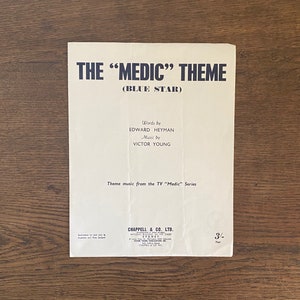 THE “MEDIC” THEME
(BLUE STAR)
Words by
EDWARD HEYMAN
Music by
VICTOR YOUNG
Theme music from the TV “Medic” Series
CHAPPELL & CO. LTD.
3/-